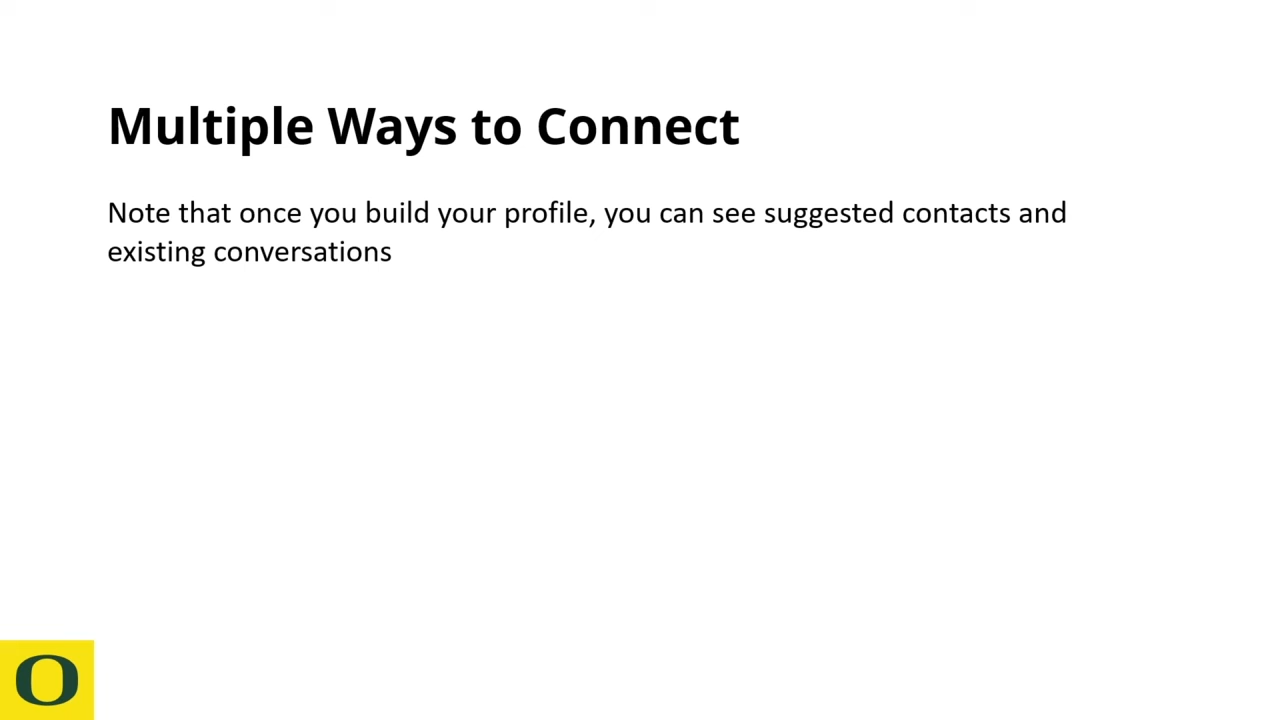 Multiple Ways to Connect
Note that once you build your profile, you can see suggested contacts and
existing conversations
O